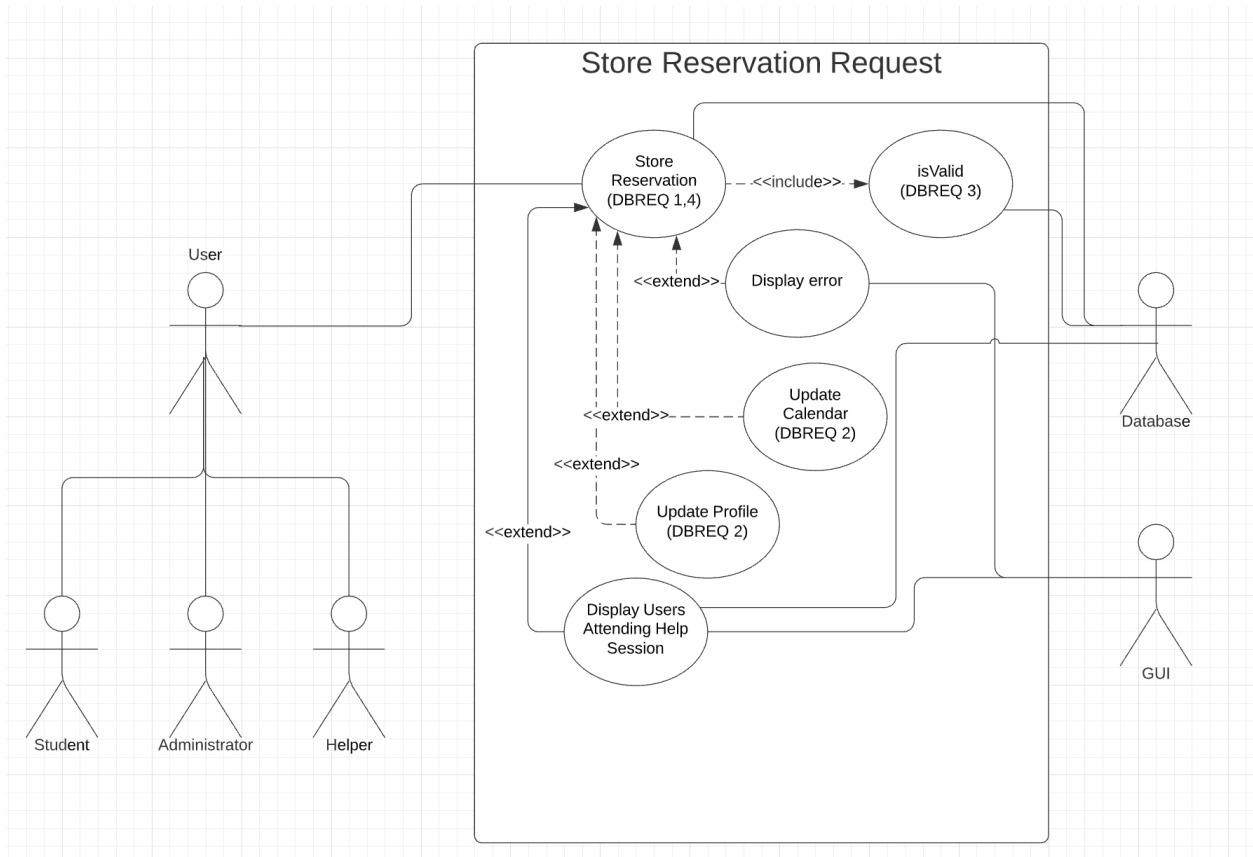 Store Reservation Request
Store
Reservation
(DBREQ 1,4)
<<include>>
isValid
(DBREQ 3)
User
<<extend>>
Display error
Update
Calendar
(DBREQ 2)
<<extend>>
Database
<<extend>>
Update Profile
(DBREQ 2)
<<extend>>
Display Users
Attending Help
Session
GUI
Student
Administrator
Helper